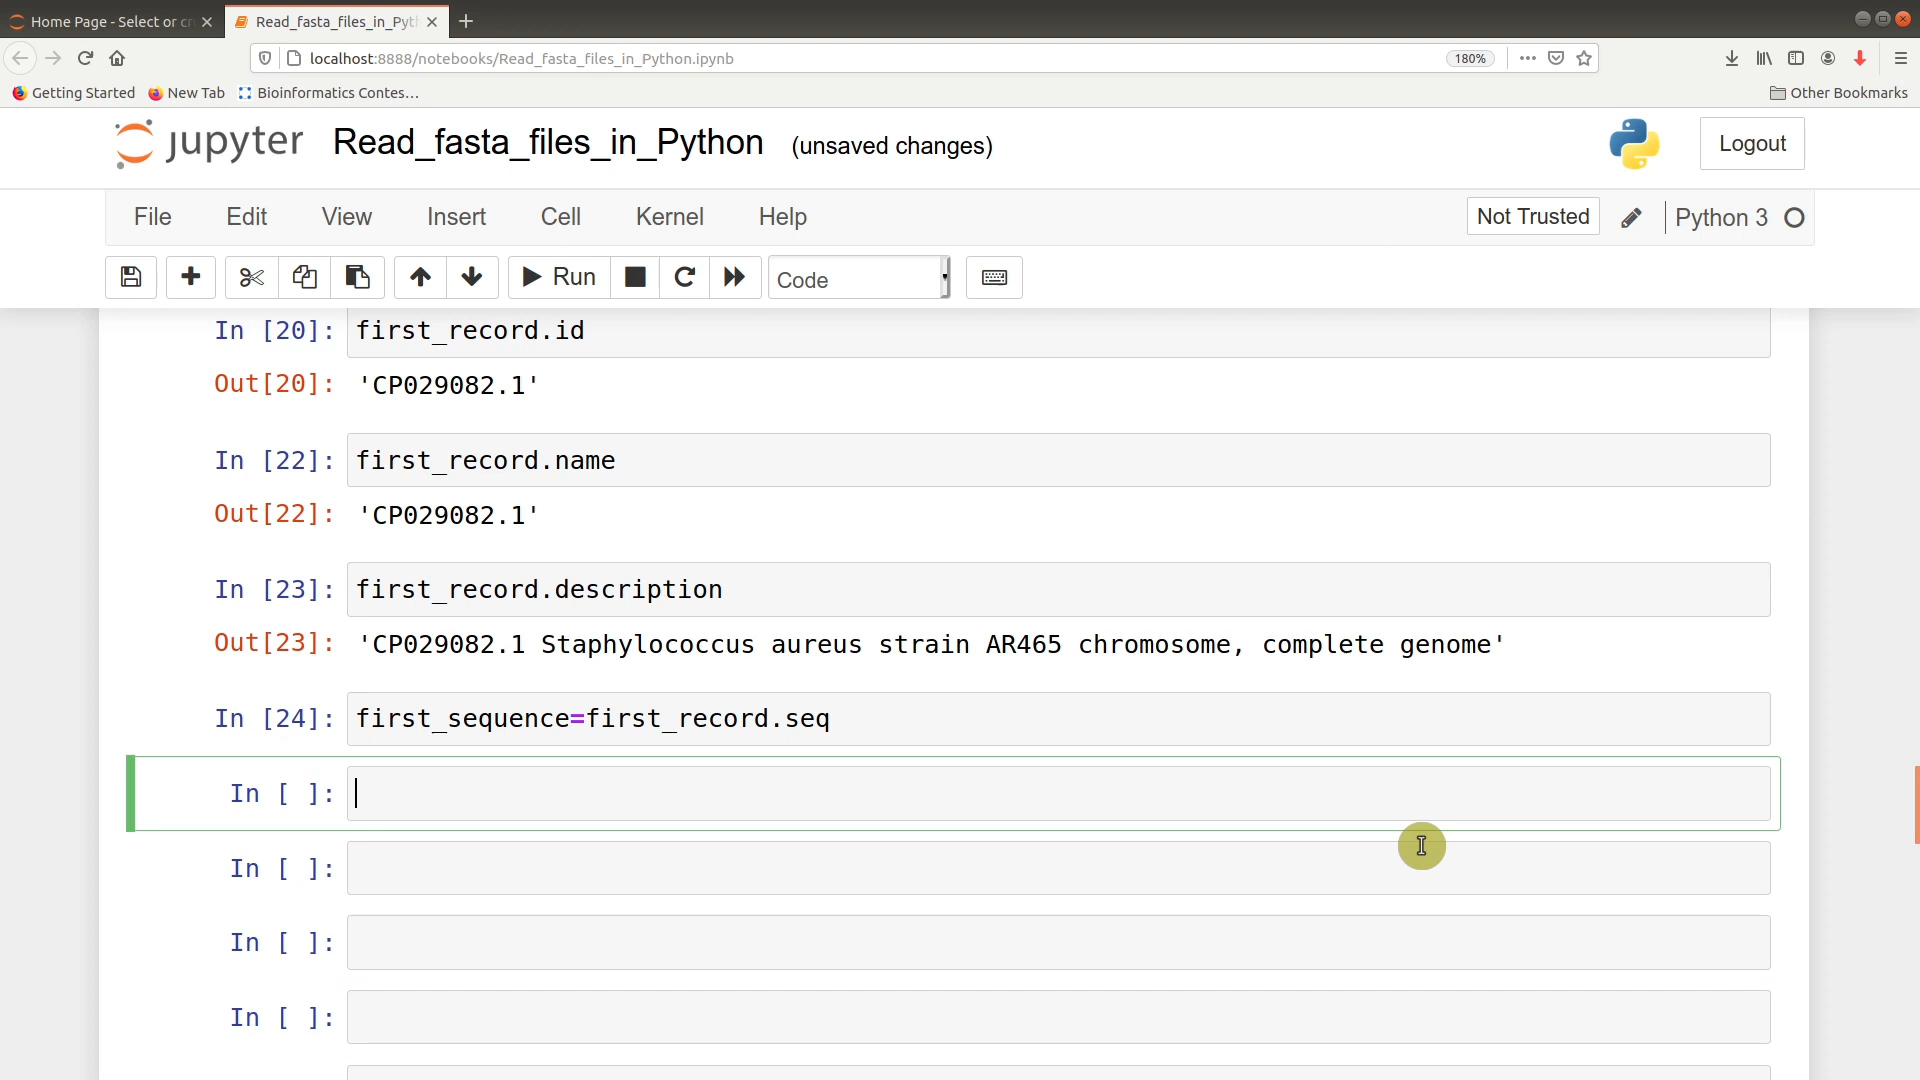 Home Page - Select or cr
Read_fasta_files_in_Pyt
localhost:8888/notebooks/Read_fasta_files_in_Python.ipynb
180%
Getting Started
New Tab
Bioinformatics Contes...
Other Bookmarks
jupyter
Read_fasta_files_in_Python
(unsaved changes)
Logout
File Edit View Insert Cell Kernel Help
Not Trusted
Python 3
Run
Code
In [20]: first_record.id
Out[20]: 'CP029082.1'
In [22]: first_record.name
Out[22]: 'CP029082.1'
In [23]: first_record.description
Out[23]: 'CP029082.1 Staphylococcus aureus strain AR465 chromosome, complete genome'
In [24]: first_sequence=first_record.seq
In [ ]:
In [ ]:
In [ ]:
In [ ]: